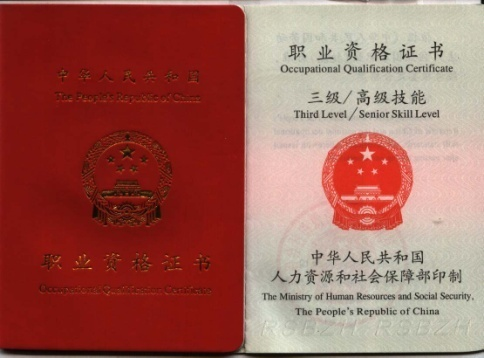 中华人民共和国
The People's Republic of China
职业资格证书
Occupational Qualification Certificate
职业资格证书
Occupational Qualification Certificate
三级/高级技能
Third Level/Senior Skill Level
中华人民共和国
人力资源和社会保障部印制
The Ministry of Human Resources and Social Security,
The People's Republic of China
RSBZH RSBZH